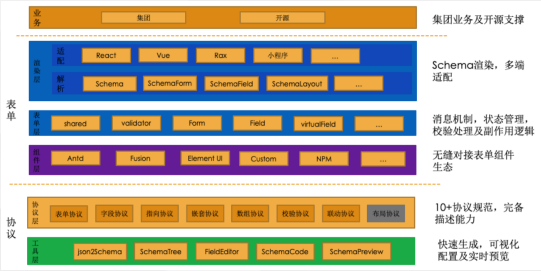 业务
集团
开源
集团业务及开源支撑
表单
渲染层
适配
React
Vue
Rax
小程序
...
解析
Schema
SchemaForm
SchemaField
SchemaLayout
...
Schema渲染，多端
适配
表单层
shared
validator
Form
Field
virtualField
...
消息机制，状态管理，
校验处理及副作用逻辑
组件层
Antd
Fusion
Element UI
Custom
NPM
...
无缝对接表单组件
生态
协议
协议层
表单协议
字段协议
指向协议
嵌套协议
数组协议
校验协议
联动协议
布局协议
10+协议规范，完备
描述能力
工具层
json2Schema
SchemaTree
FieldEditor
SchemaCode
SchemaPreview
快速生成，可视化
配置及实时预览